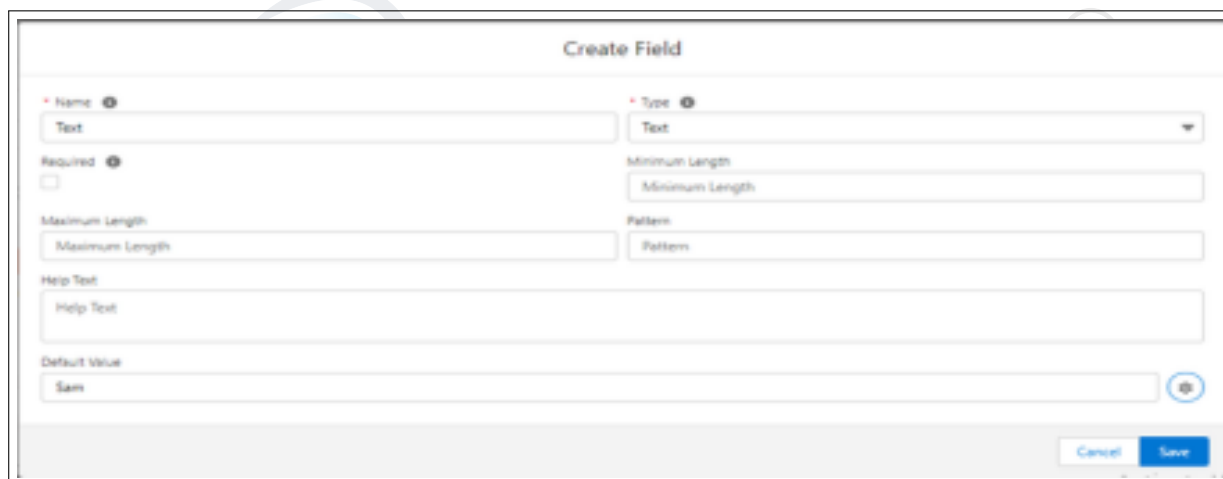 Create Field
* Name
* Type
Text
Text
Required
Minimum Length
Minimum Length
Maximum Length
Pattern
Maximum Length
Pattern
Help Text
Help Text
Default Value
Sam
Cancel
Save